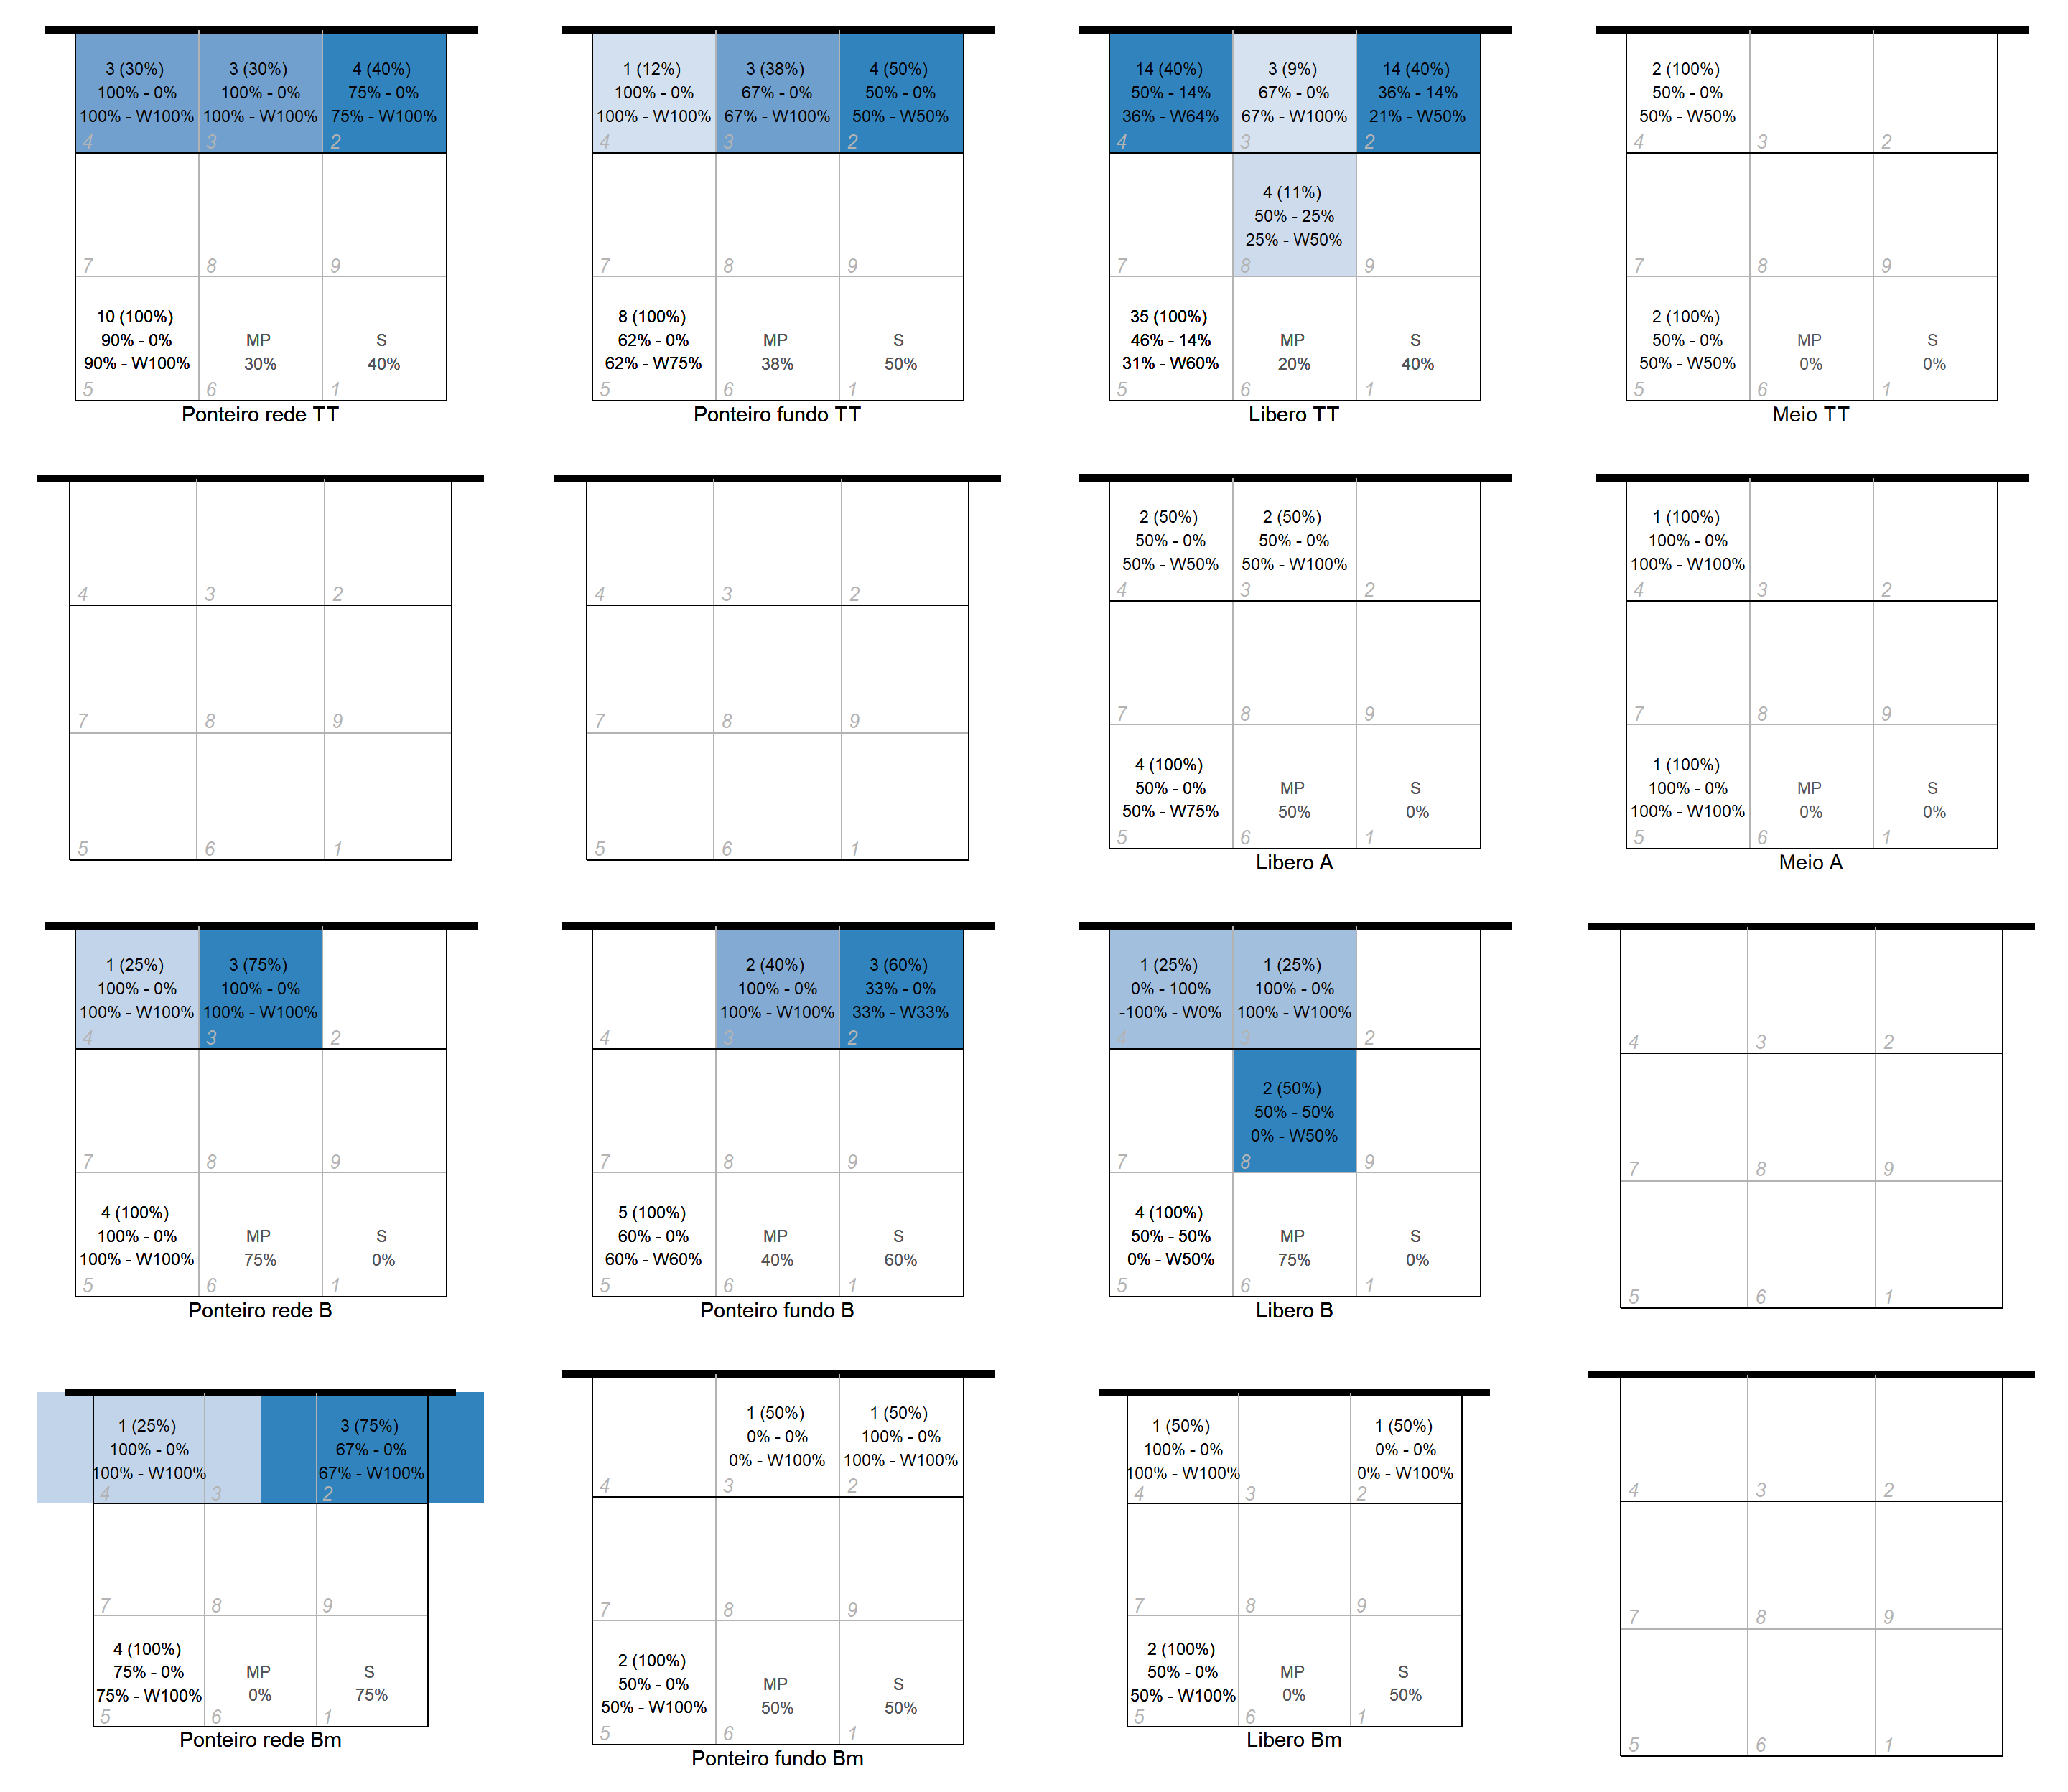 3 (30%)
100% - 0%
100% - W100%
4
3 (30%)
100% - 0%
100% - W100%
3
4 (40%)
75% - 0%
75% - W100%
2
7
8
9
10 (100%)
90% - 0%
90% - W100%
5
MP
30%
6
S
40%
1
Ponteiro rede TT
1 (12%)
100% - 0%
100% - W100%
4
3 (38%)
67% - 0%
67% - W100%
3
4 (50%)
50% - 0%
50% - W50%
2
7
8
9
8 (100%)
62% - 0%
62% - W75%
5
MP
38%
6
S
50%
1
Ponteiro fundo TT
14 (40%)
50% - 14%
36% - W64%
4
3 (9%)
67% - 0%
67% - W100%
3
14 (40%)
36% - 14%
21% - W50%
2
7
4 (11%)
50% - 25%
25% - W50%
8
9
35 (100%)
46% - 14%
31% - W60%
5
MP
20%
6
S
40%
1
Libero TT
2 (100%)
50% - 0%
50% - W50%
4
3
2
7
8
9
2 (100%)
50% - 0%
50% - W50%
5
MP
0%
6
S
0%
1
Meio TT
4
3
2
7
8
9
5
6
1
4
3
2
7
8
9
5
6
1
2 (50%)
50% - 0%
50% - W50%
4
2 (50%)
50% - 0%
50% - W100%
3
2
7
8
9
4 (100%)
50% - 0%
50% - W75%
5
MP
50%
6
S
0%
1
Libero A
1 (100%)
100% - 0%
100% - W100%
4
3
2
7
8
9
1 (100%)
100% - 0%
100% - W100%
5
MP
0%
6
S
0%
1
Meio A
1 (25%)
100% - 0%
100% - W100%
4
3 (75%)
100% - 0%
100% - W100%
3
2
7
8
9
4 (100%)
100% - 0%
100% - W100%
5
MP
75%
6
S
0%
1
Ponteiro rede B
4
2 (40%)
100% - 0%
100% - W100%
3
3 (60%)
33% - 0%
33% - W33%
2
7
8
9
5 (100%)
60% - 0%
60% - W60%
5
MP
40%
6
S
60%
1
Ponteiro fundo B
1 (25%)
0% - 100%
-100% - W0%
4
1 (25%)
100% - 0%
100% - W100%
3
2
7
2 (50%)
50% - 50%
0% - W50%
8
9
4 (100%)
50% - 50%
0% - W50%
5
MP
75%
6
S
0%
1
Libero B
4
3
2
7
8
9
5
6
1
1 (25%)
100% - 0%
100% - W100%
4
3
3 (75%)
67% - 0%
67% - W100%
2
7
8
9
4 (100%)
75% - 0%
75% - W100%
5
MP
0%
6
S
75%
1
Ponteiro rede Bm
4
1 (50%)
0% - 0%
0% - W100%
3
1 (50%)
100% - 0%
100% - W100%
2
7
8
9
2 (100%)
50% - 0%
50% - W100%
5
MP
50%
6
S
50%
1
Ponteiro fundo Bm
1 (50%)
100% - 0%
100% - W100%
4
3
1 (50%)
0% - 0%
0% - W100%
2
7
8
9
2 (100%)
50% - 0%
50% - W100%
5
MP
0%
6
S
50%
1
Libero Bm
4
3
2
7
8
9
5
6
1